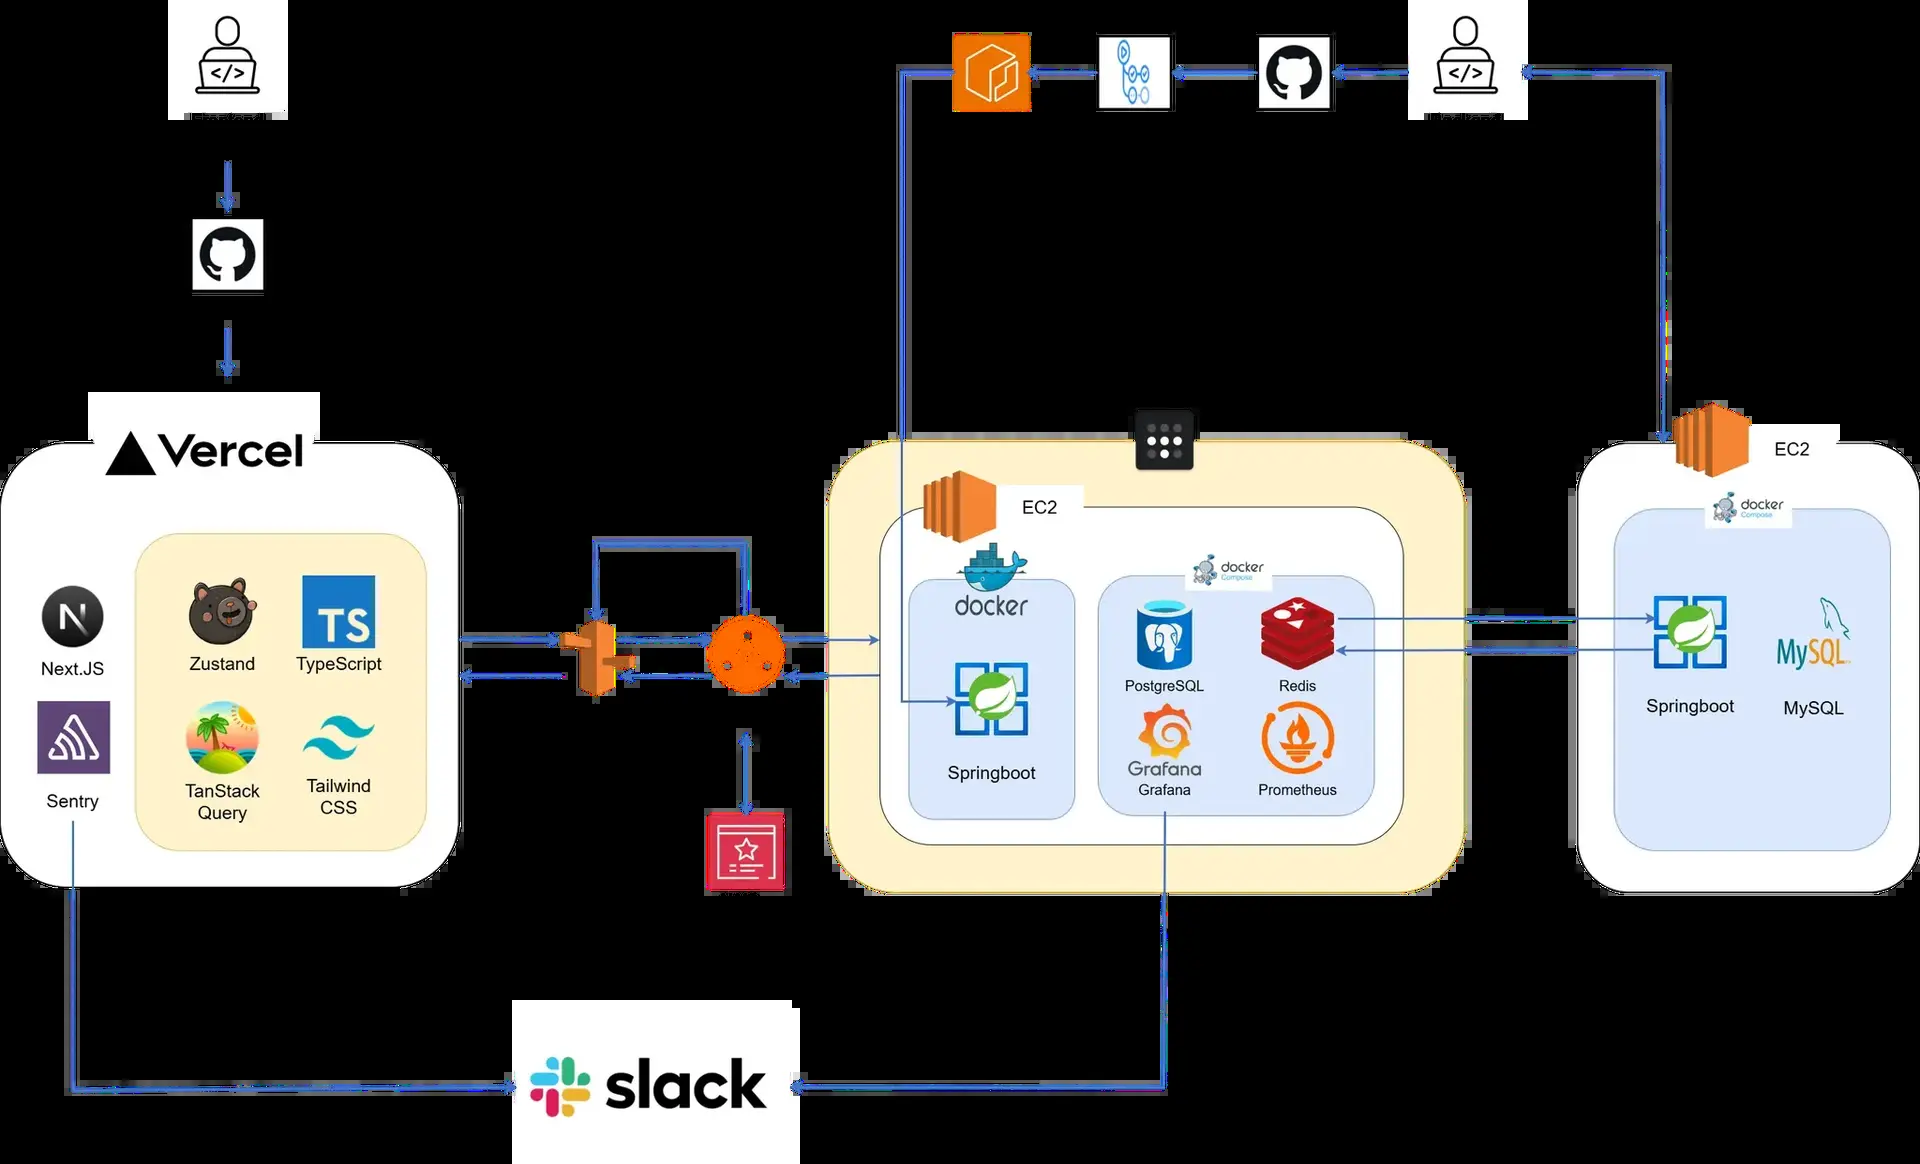 </>
</>
Vercel
EC2
EC2
docker
Compose
docker
Compose
docker
N
Next.JS
Zustand
TS
TypeScript
Sentry
TanStack
Query
Tailwind
CSS
Springboot
PostgreSQL
Redis
Grafana
Grafana
Prometheus
Springboot
MySQL
MySQL
slack